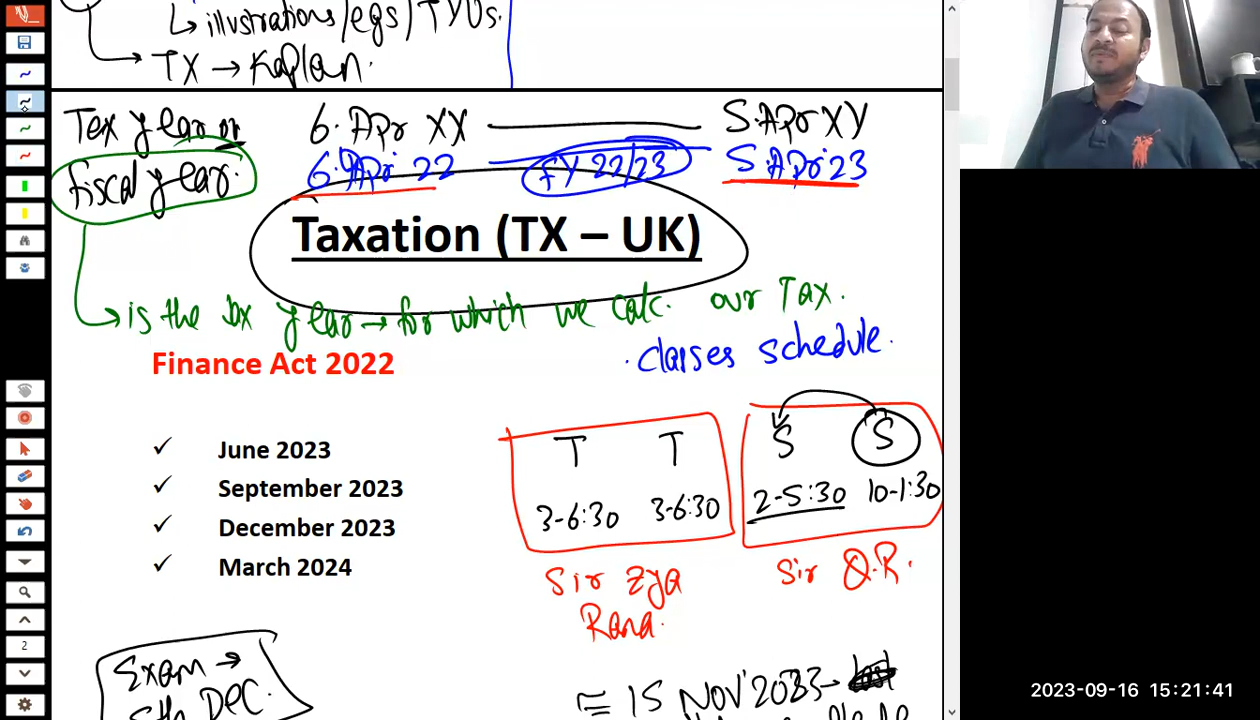 ↳ illustrations/egs/TYUs.
→ TX → Kaplan.
Tax year or 6. Apr XX 5. Apr XY
fiscal year. 6. Apr 22 FY 22/23 5 Apr 23
Taxation (TX – UK)
↳ is the tax year → for which we calc. our Tax.
Finance Act 2022
. classes schedule.
✓ June 2023
✓ September 2023
✓ December 2023
✓ March 2024
T T S S
3-6:30 3-6:30 2-5:30 10-1:30
Sir Zya Sir Q.R.
Rana.
Exam →
5th Dec.
≈ 15 Nov'2023 →
2
2023-09-16 15:21:41